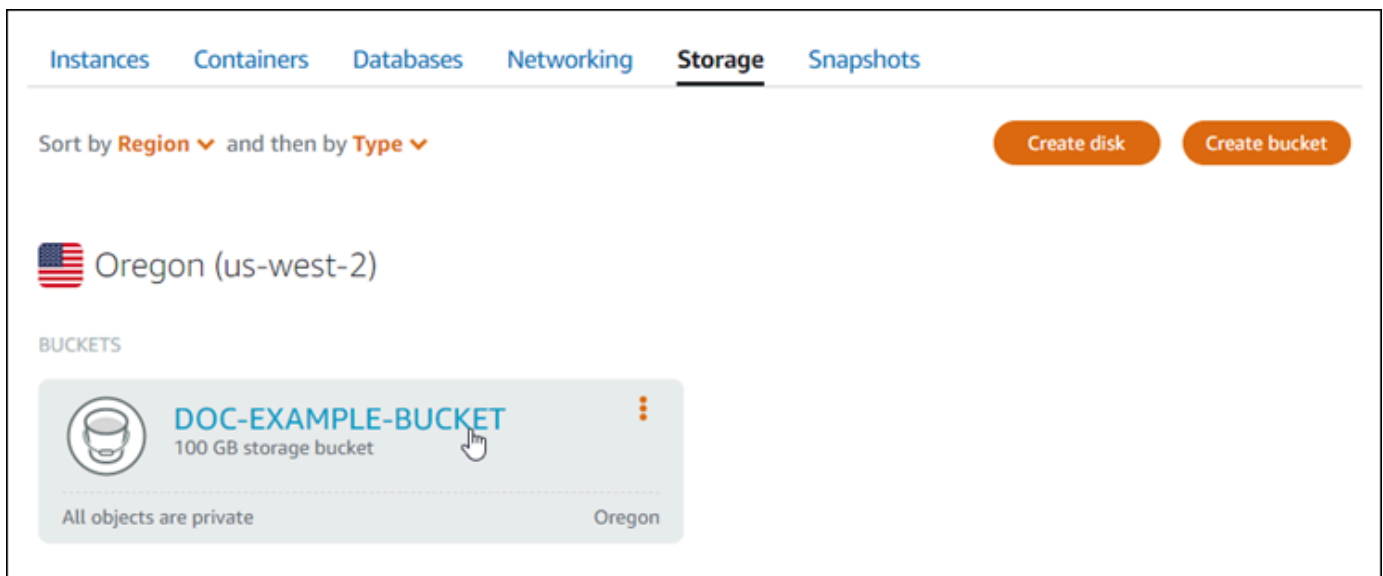 Instances Containers Databases Networking Storage Snapshots
Sort by Region and then by Type
Create disk Create bucket
Oregon (us-west-2)
BUCKETS
DOC-EXAMPLE-BUCKET
100 GB storage bucket
All objects are private Oregon